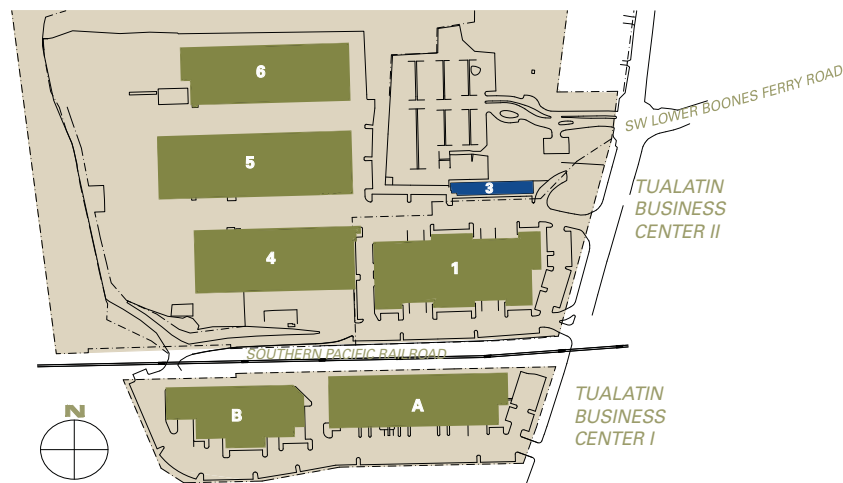 6
SW LOWER BOONES FERRY ROAD
5
3
TUALATIN
BUSINESS
CENTER II
4
1
SOUTHERN PACIFIC RAILROAD
A
B
TUALATIN
BUSINESS
CENTER I
N